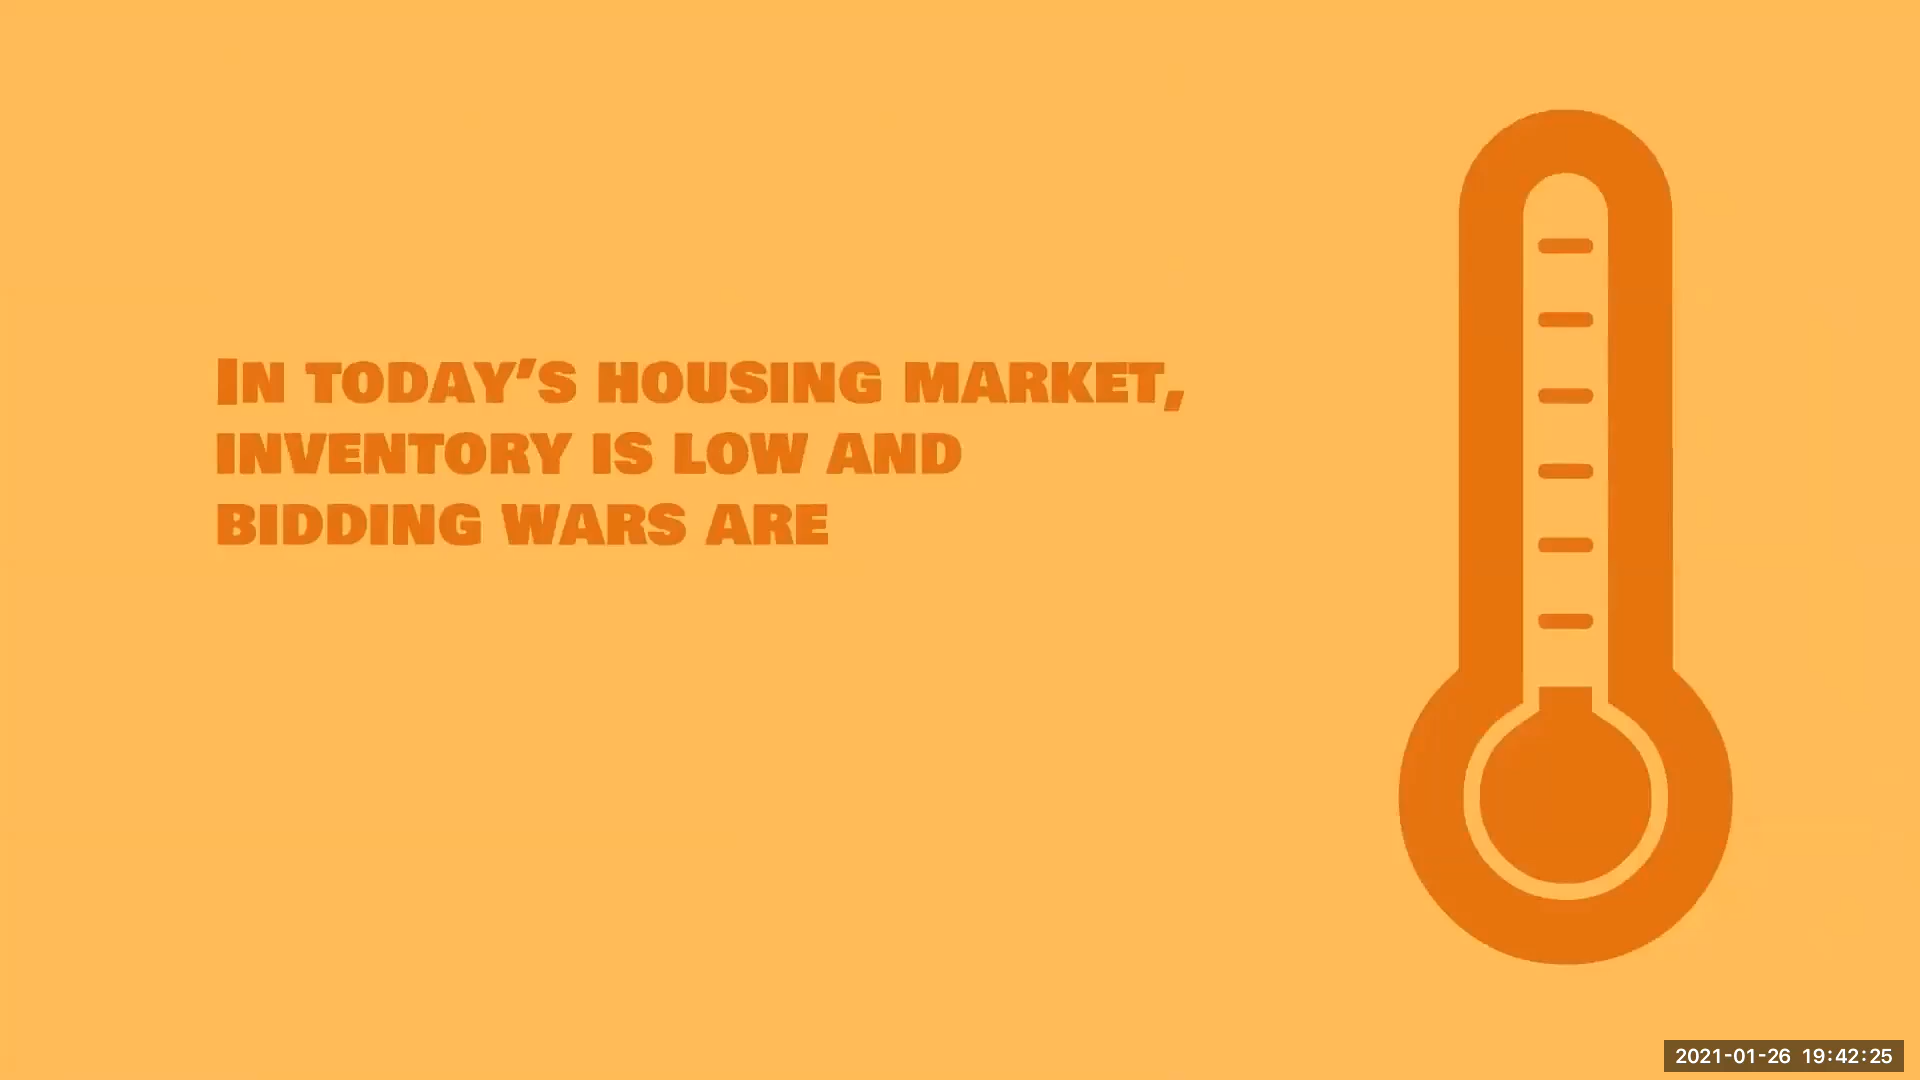 In today's housing market,
inventory is low and
bidding wars are
2021-01-26 19:42:25